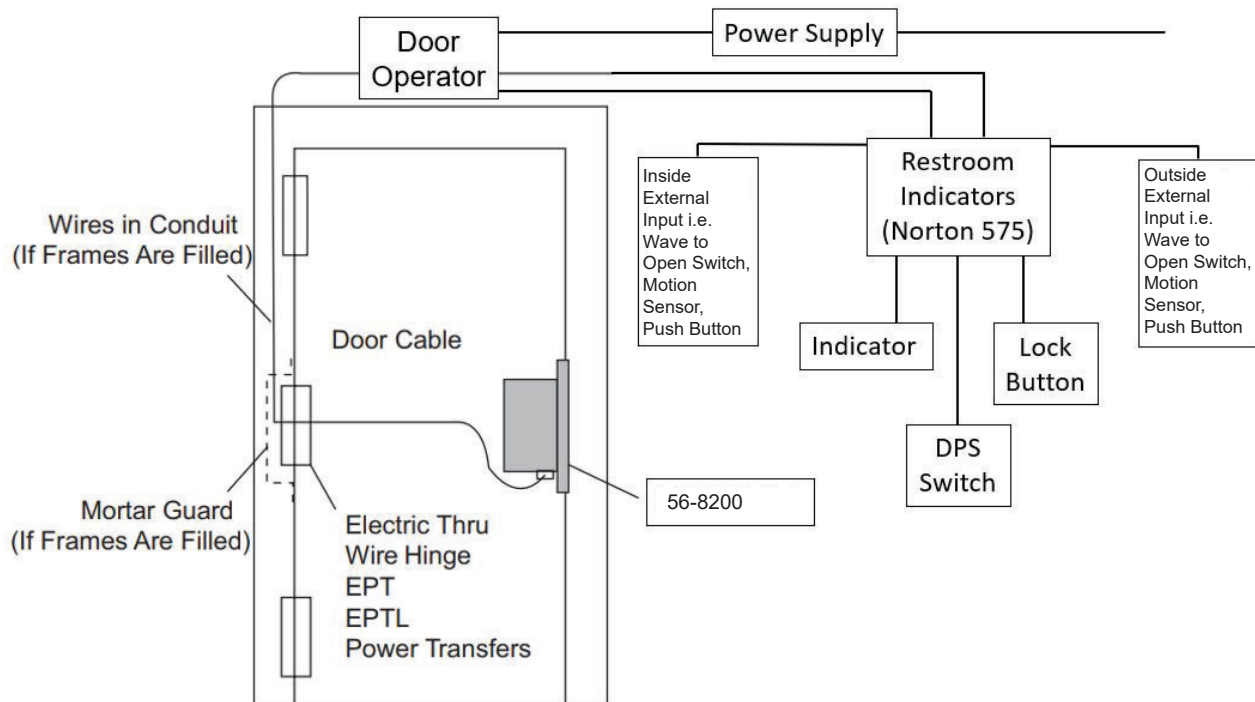 Door
Operator
Power Supply
Restroom
Indicators
(Norton 575)
Inside
External
Input i.e.
Wave to
Open Switch,
Motion
Sensor,
Push Button
Outside
External
Input i.e.
Wave to
Open Switch,
Motion
Sensor,
Push Button
Wires in Conduit
(If Frames Are Filled)
Door Cable
Indicator
Lock
Button
DPS
Switch
56-8200
Mortar Guard
(If Frames Are Filled)
Electric Thru
Wire Hinge
EPT
EPTL
Power Transfers